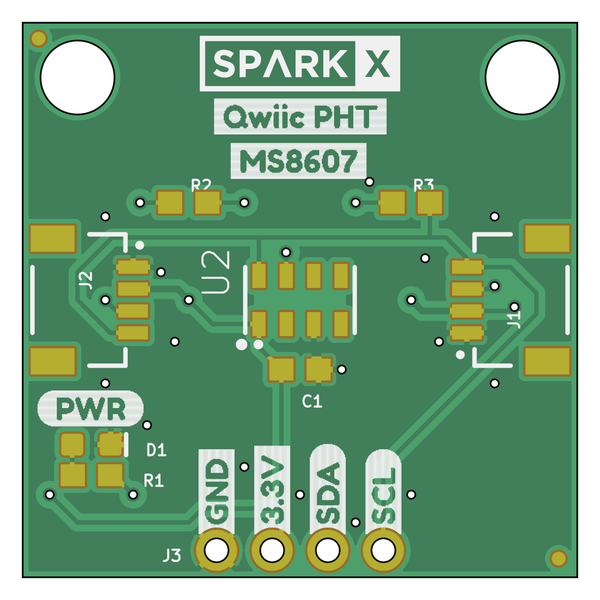 SPARK X
Qwiic PHT
MS8607
R2
R3
U2
J2
J1
C1
PWR
D1
R1
GND
3.3V
SDA
SCL
J3